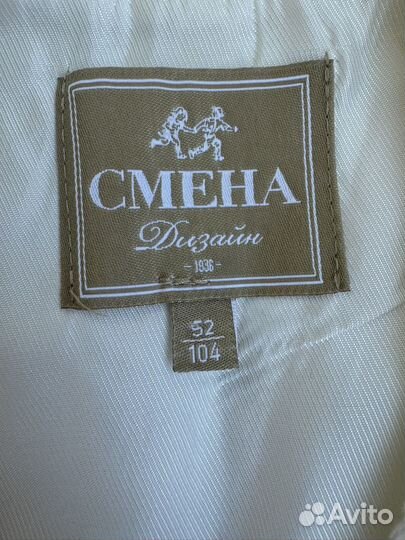 СМЕНА
Дизайн
- 1936 -
52
104
Avito